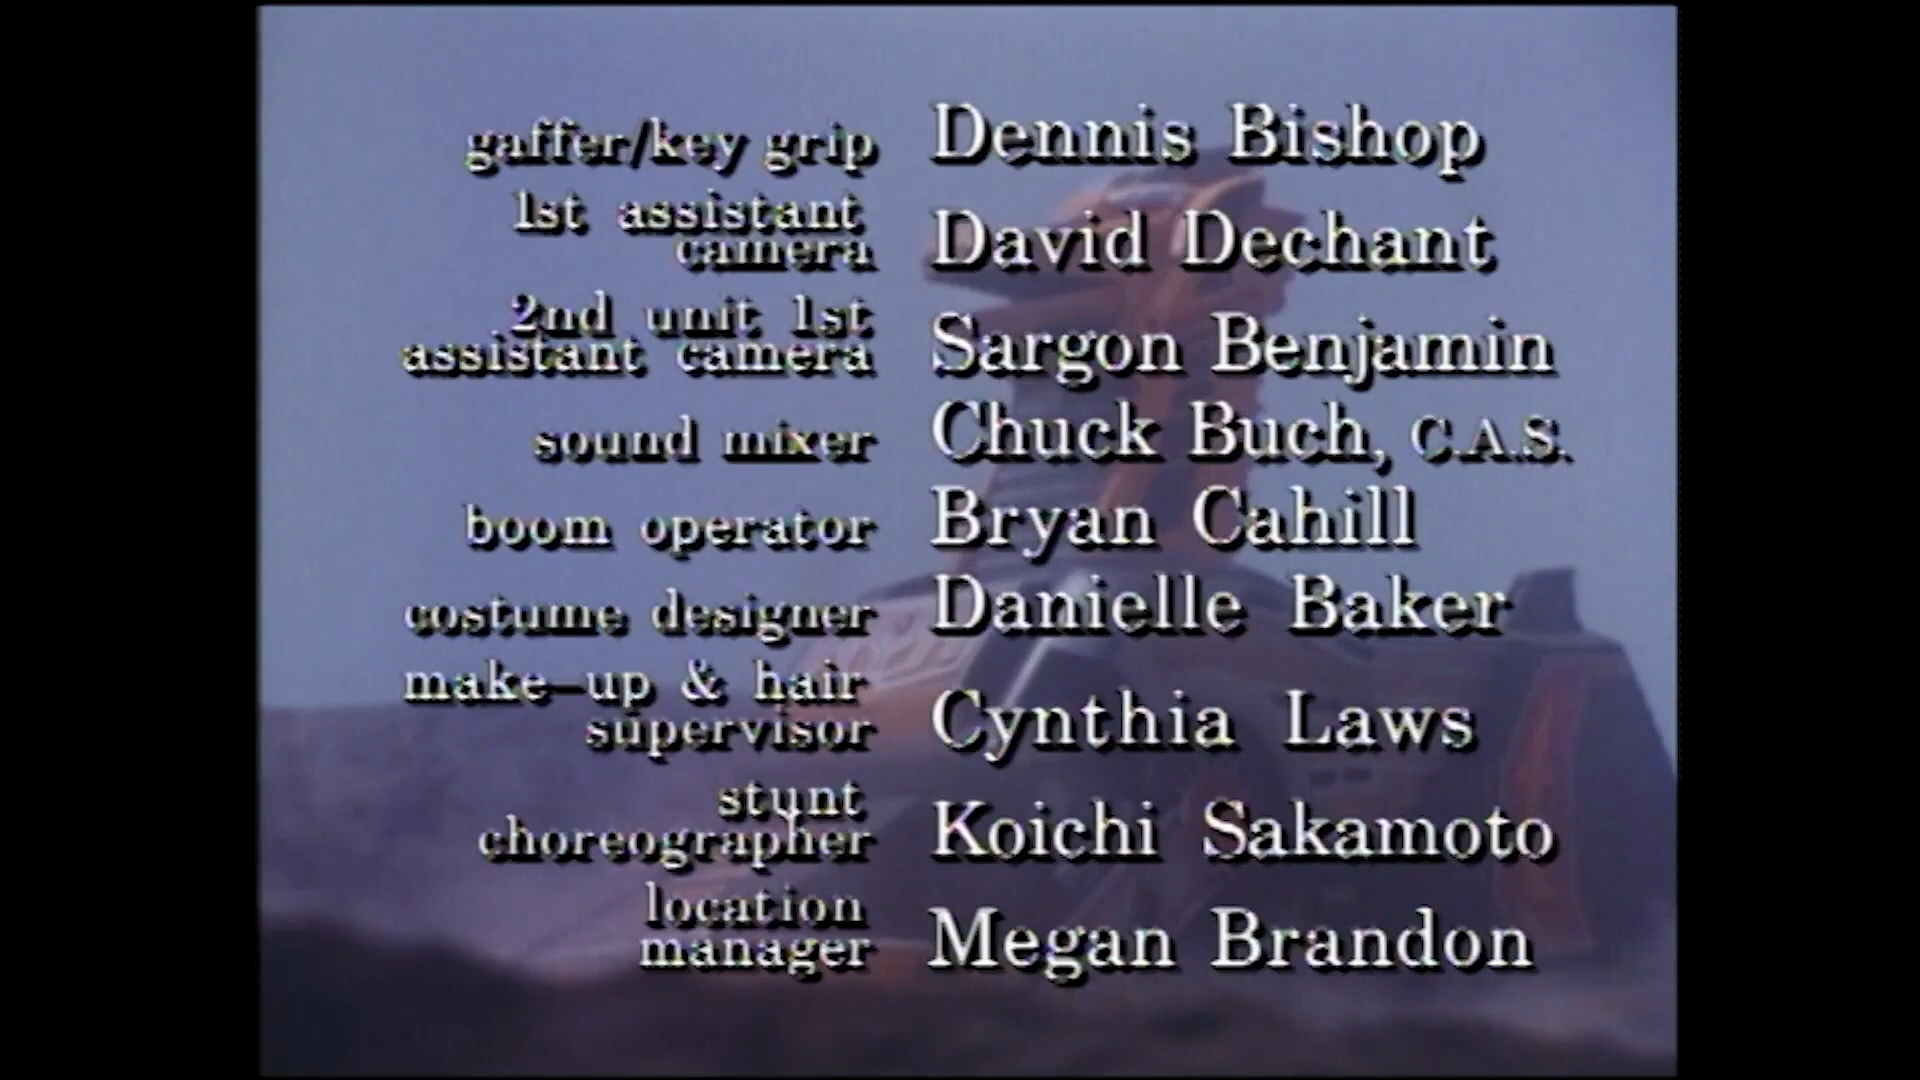 gaffer/key grip Dennis Bishop
1st assistant
camera David Dechant
2nd unit 1st
assistant camera Sargon Benjamin
sound mixer Chuck Buch, C.A.S.
boom operator Bryan Cahill
costume designer Danielle Baker
make-up & hair
supervisor Cynthia Laws
stunt
choreographer Koichi Sakamoto
location
manager Megan Brandon